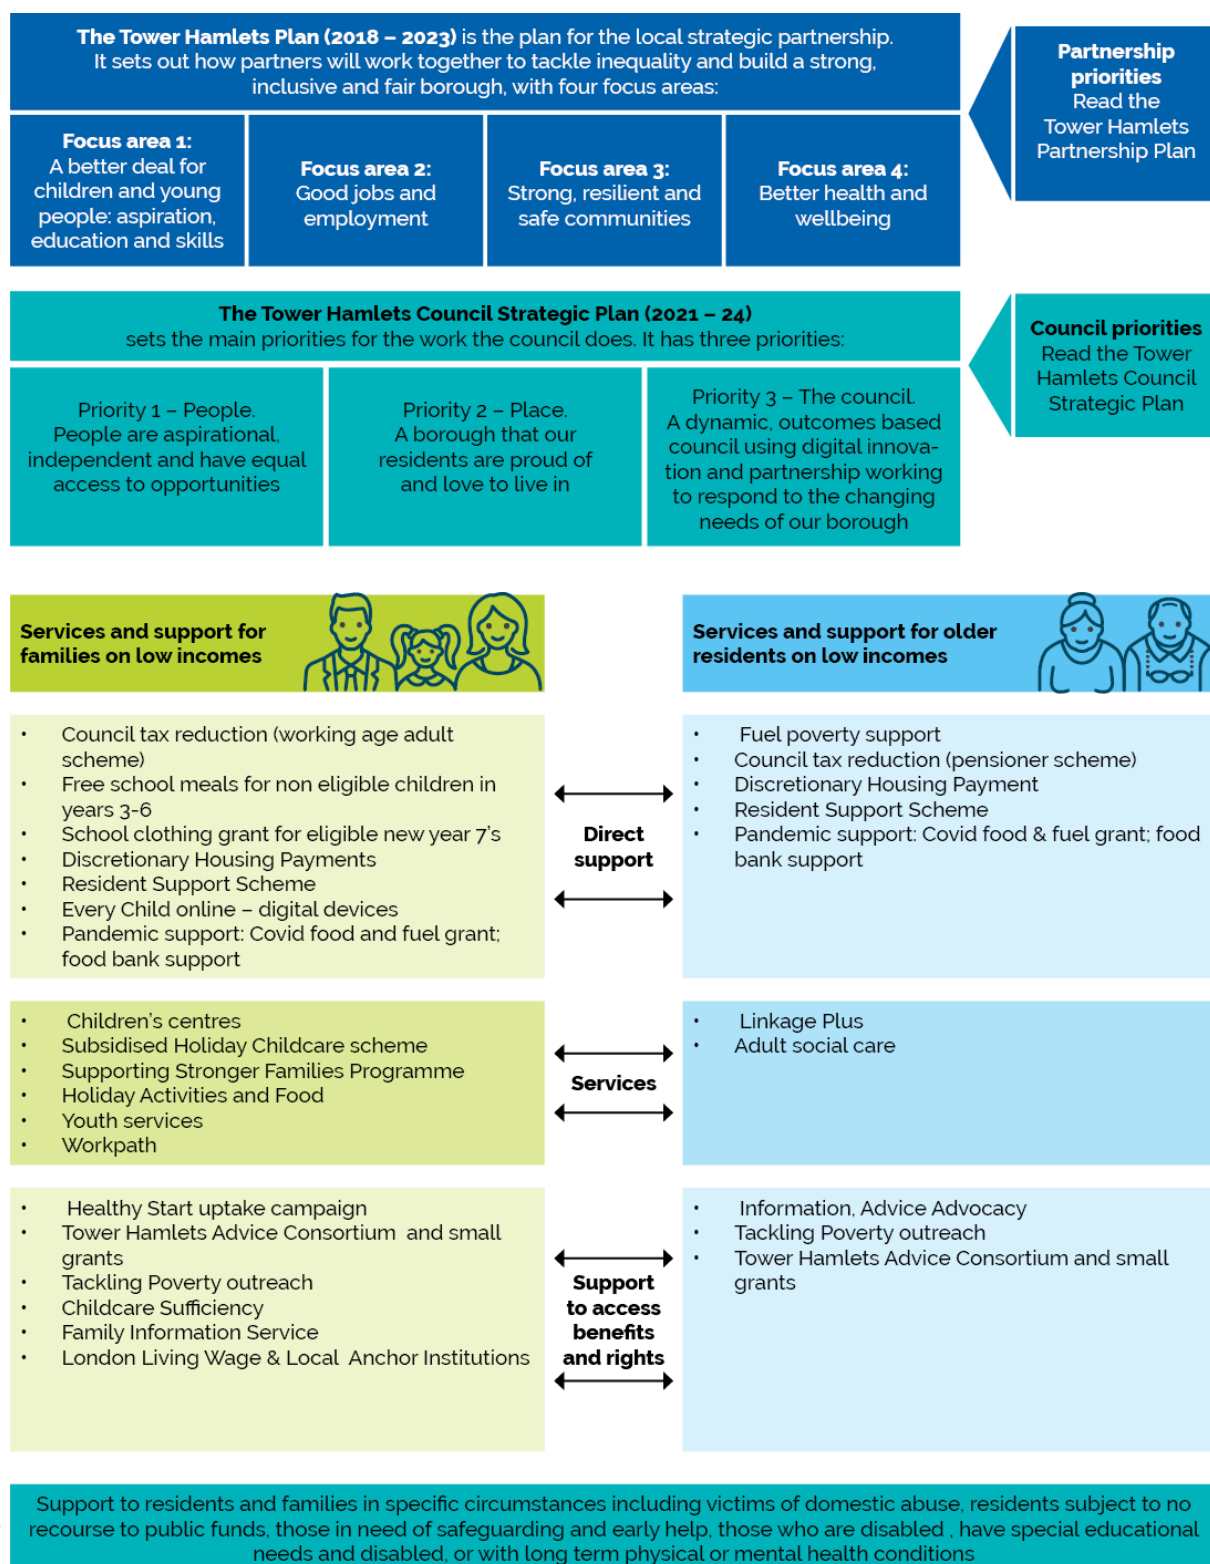 The Tower Hamlets Plan (2018 – 2023) is the plan for the local strategic partnership.
It sets out how partners will work together to tackle inequality and build a strong,
inclusive and fair borough, with four focus areas:
Partnership
priorities
Read the
Tower Hamlets
Partnership Plan
Focus area 1:
A better deal for
children and young
people: aspiration,
education and skills
Focus area 2:
Good jobs and
employment
Focus area 3:
Strong, resilient and
safe communities
Focus area 4:
Better health and
wellbeing
The Tower Hamlets Council Strategic Plan (2021 – 24)
sets the main priorities for the work the council does. It has three priorities:
Council priorities
Read the Tower
Hamlets Council
Strategic Plan
Priority 1 – People.
People are aspirational,
independent and have equal
access to opportunities
Priority 2 – Place.
A borough that our
residents are proud of
and love to live in
Priority 3 – The council.
A dynamic, outcomes based
council using digital innova-
tion and partnership working
to respond to the changing
needs of our borough
Services and support for
families on low incomes
Services and support for older
residents on low incomes
• Council tax reduction (working age adult
scheme)
• Free school meals for non eligible children in
years 3-6
• School clothing grant for eligible new year 7's
• Discretionary Housing Payments
• Resident Support Scheme
• Every Child online – digital devices
• Pandemic support: Covid food and fuel grant;
food bank support
Direct
support
• Fuel poverty support
• Council tax reduction (pensioner scheme)
• Discretionary Housing Payment
• Resident Support Scheme
• Pandemic support: Covid food & fuel grant; food
bank support
• Children's centres
• Subsidised Holiday Childcare scheme
• Supporting Stronger Families Programme
• Holiday Activities and Food
• Youth services
• Workpath
Services
• Linkage Plus
• Adult social care
• Healthy Start uptake campaign
• Tower Hamlets Advice Consortium and small
grants
• Tackling Poverty outreach
• Childcare Sufficiency
• Family Information Service
• London Living Wage & Local Anchor Institutions
Support
to access
benefits
and rights
• Information, Advice Advocacy
• Tackling Poverty outreach
• Tower Hamlets Advice Consortium and small
grants
Support to residents and families in specific circumstances including victims of domestic abuse, residents subject to no
recourse to public funds, those in need of safeguarding and early help, those who are disabled , have special educational
needs and disabled, or with long term physical or mental health conditions